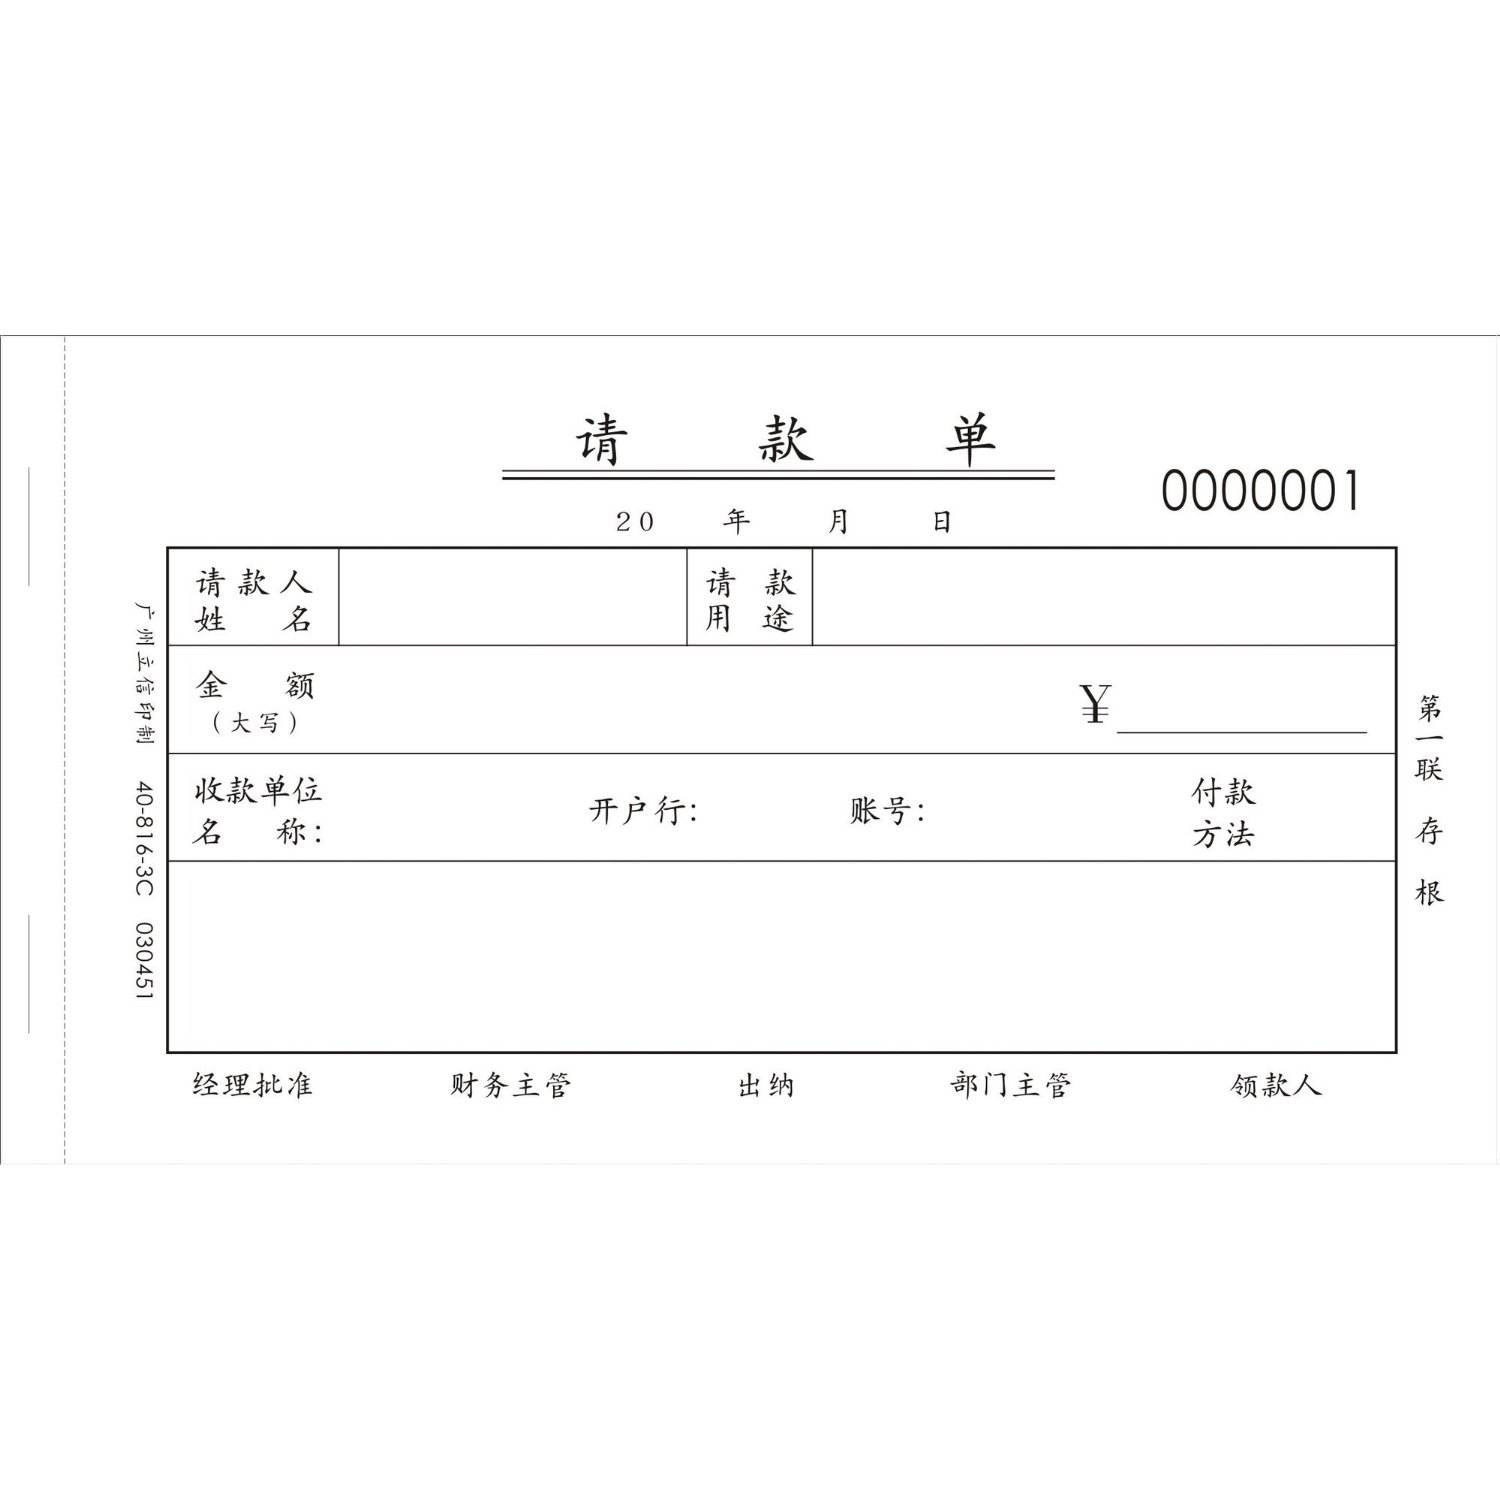 请款单
0000001
20 年 月 日
请款人
姓名
请款
用途
金额
（大写）
¥
收款单位
名称：
开户行：
账号：
付款
方法
经理批准 财务主管 出纳 部门主管 领款人
第一联 存根
广州立信印制 40-816-3C 030451